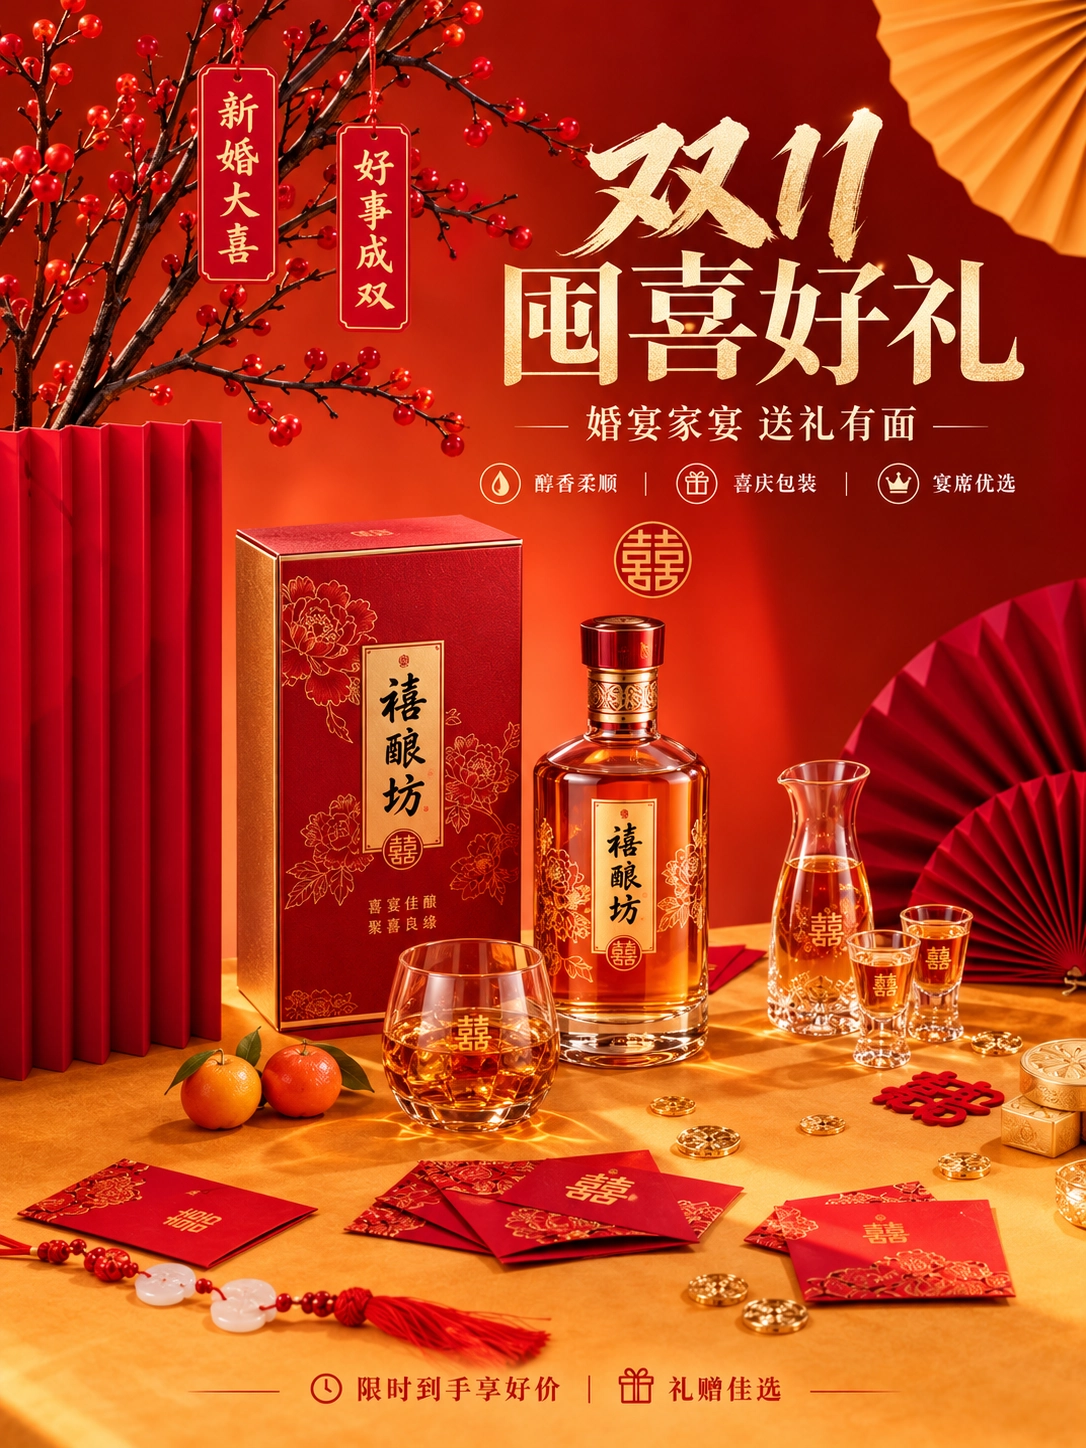 新婚大喜
好事成双
双11
囤喜好礼
婚宴家宴 送礼有面
醇香柔顺 | 喜庆包装 | 宴席优选
囍
禧酿坊
囍
喜宴佳酿
聚喜良缘
禧酿坊
囍
囍
囍
囍
囍
囍
囍
囍
囍
限时到手享好价 | 礼赠佳选